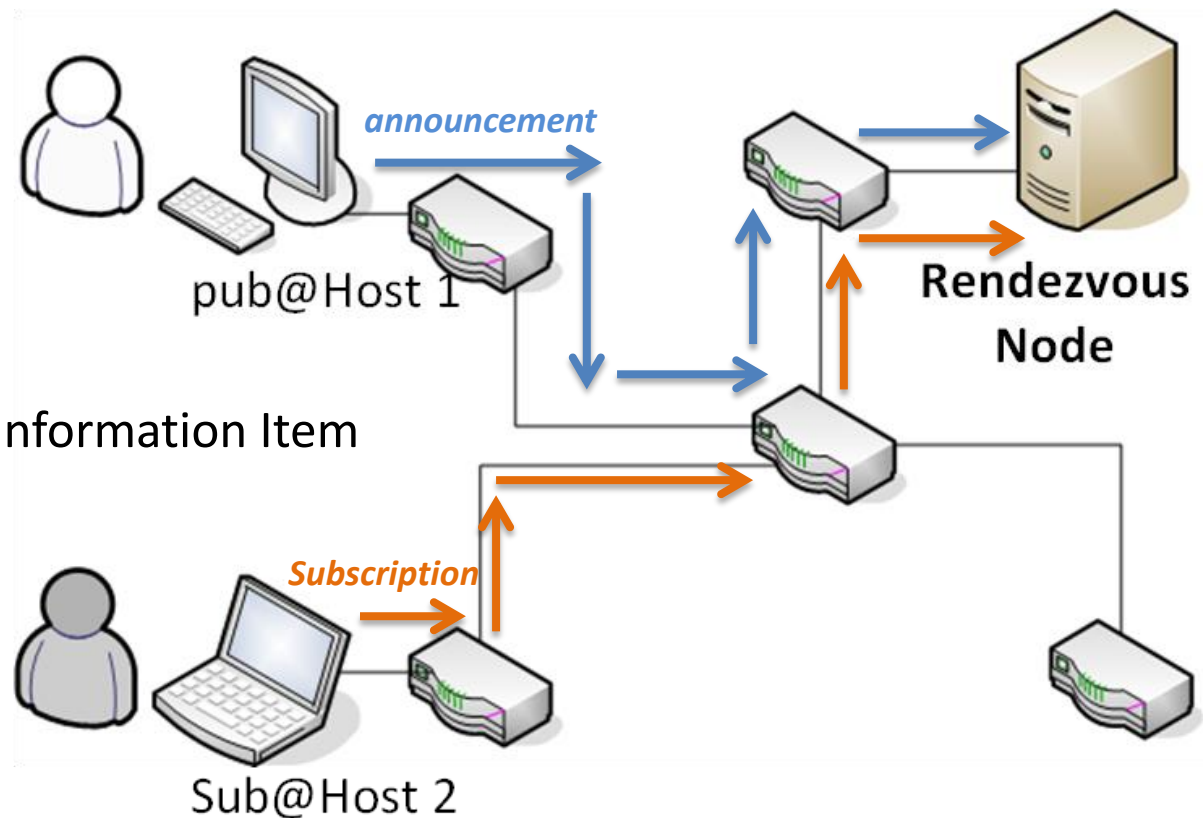 announcement
pub@Host 1
Rendezvous
Node
nformation Item
Subscription
Sub@Host 2